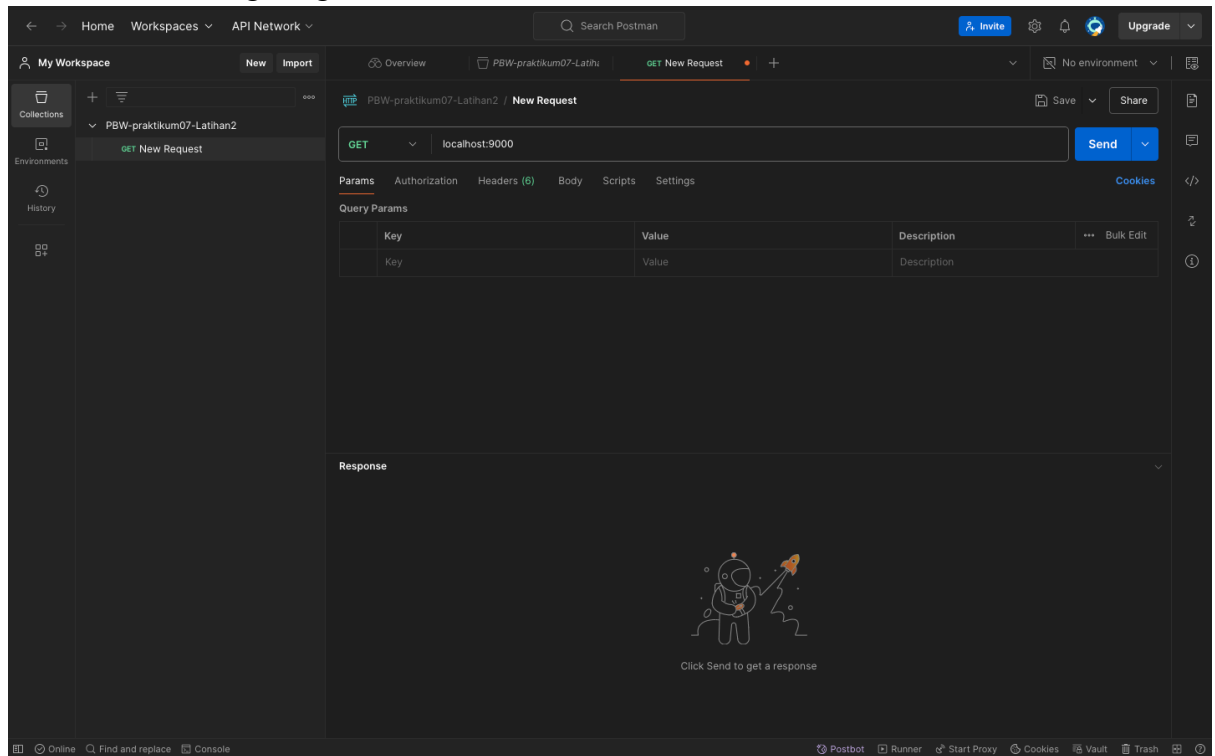 Home Workspaces API Network Search Postman Invite Upgrade
My Workspace New Import Overview PBW-praktikum07-Latih GET New Request No environment
Collections
PBW-praktikum07-Latihan2
GET New Request
Environments
History
HTTP PBW-praktikum07-Latihan2 / New Request Save Share
GET localhost:9000 Send
Params Authorization Headers (6) Body Scripts Settings Cookies
Query Params
Key Value Description Bulk Edit
Key Value Description
Response
Click Send to get a response
Online Find and replace Console Postbot Runner Start Proxy Cookies Vault Trash